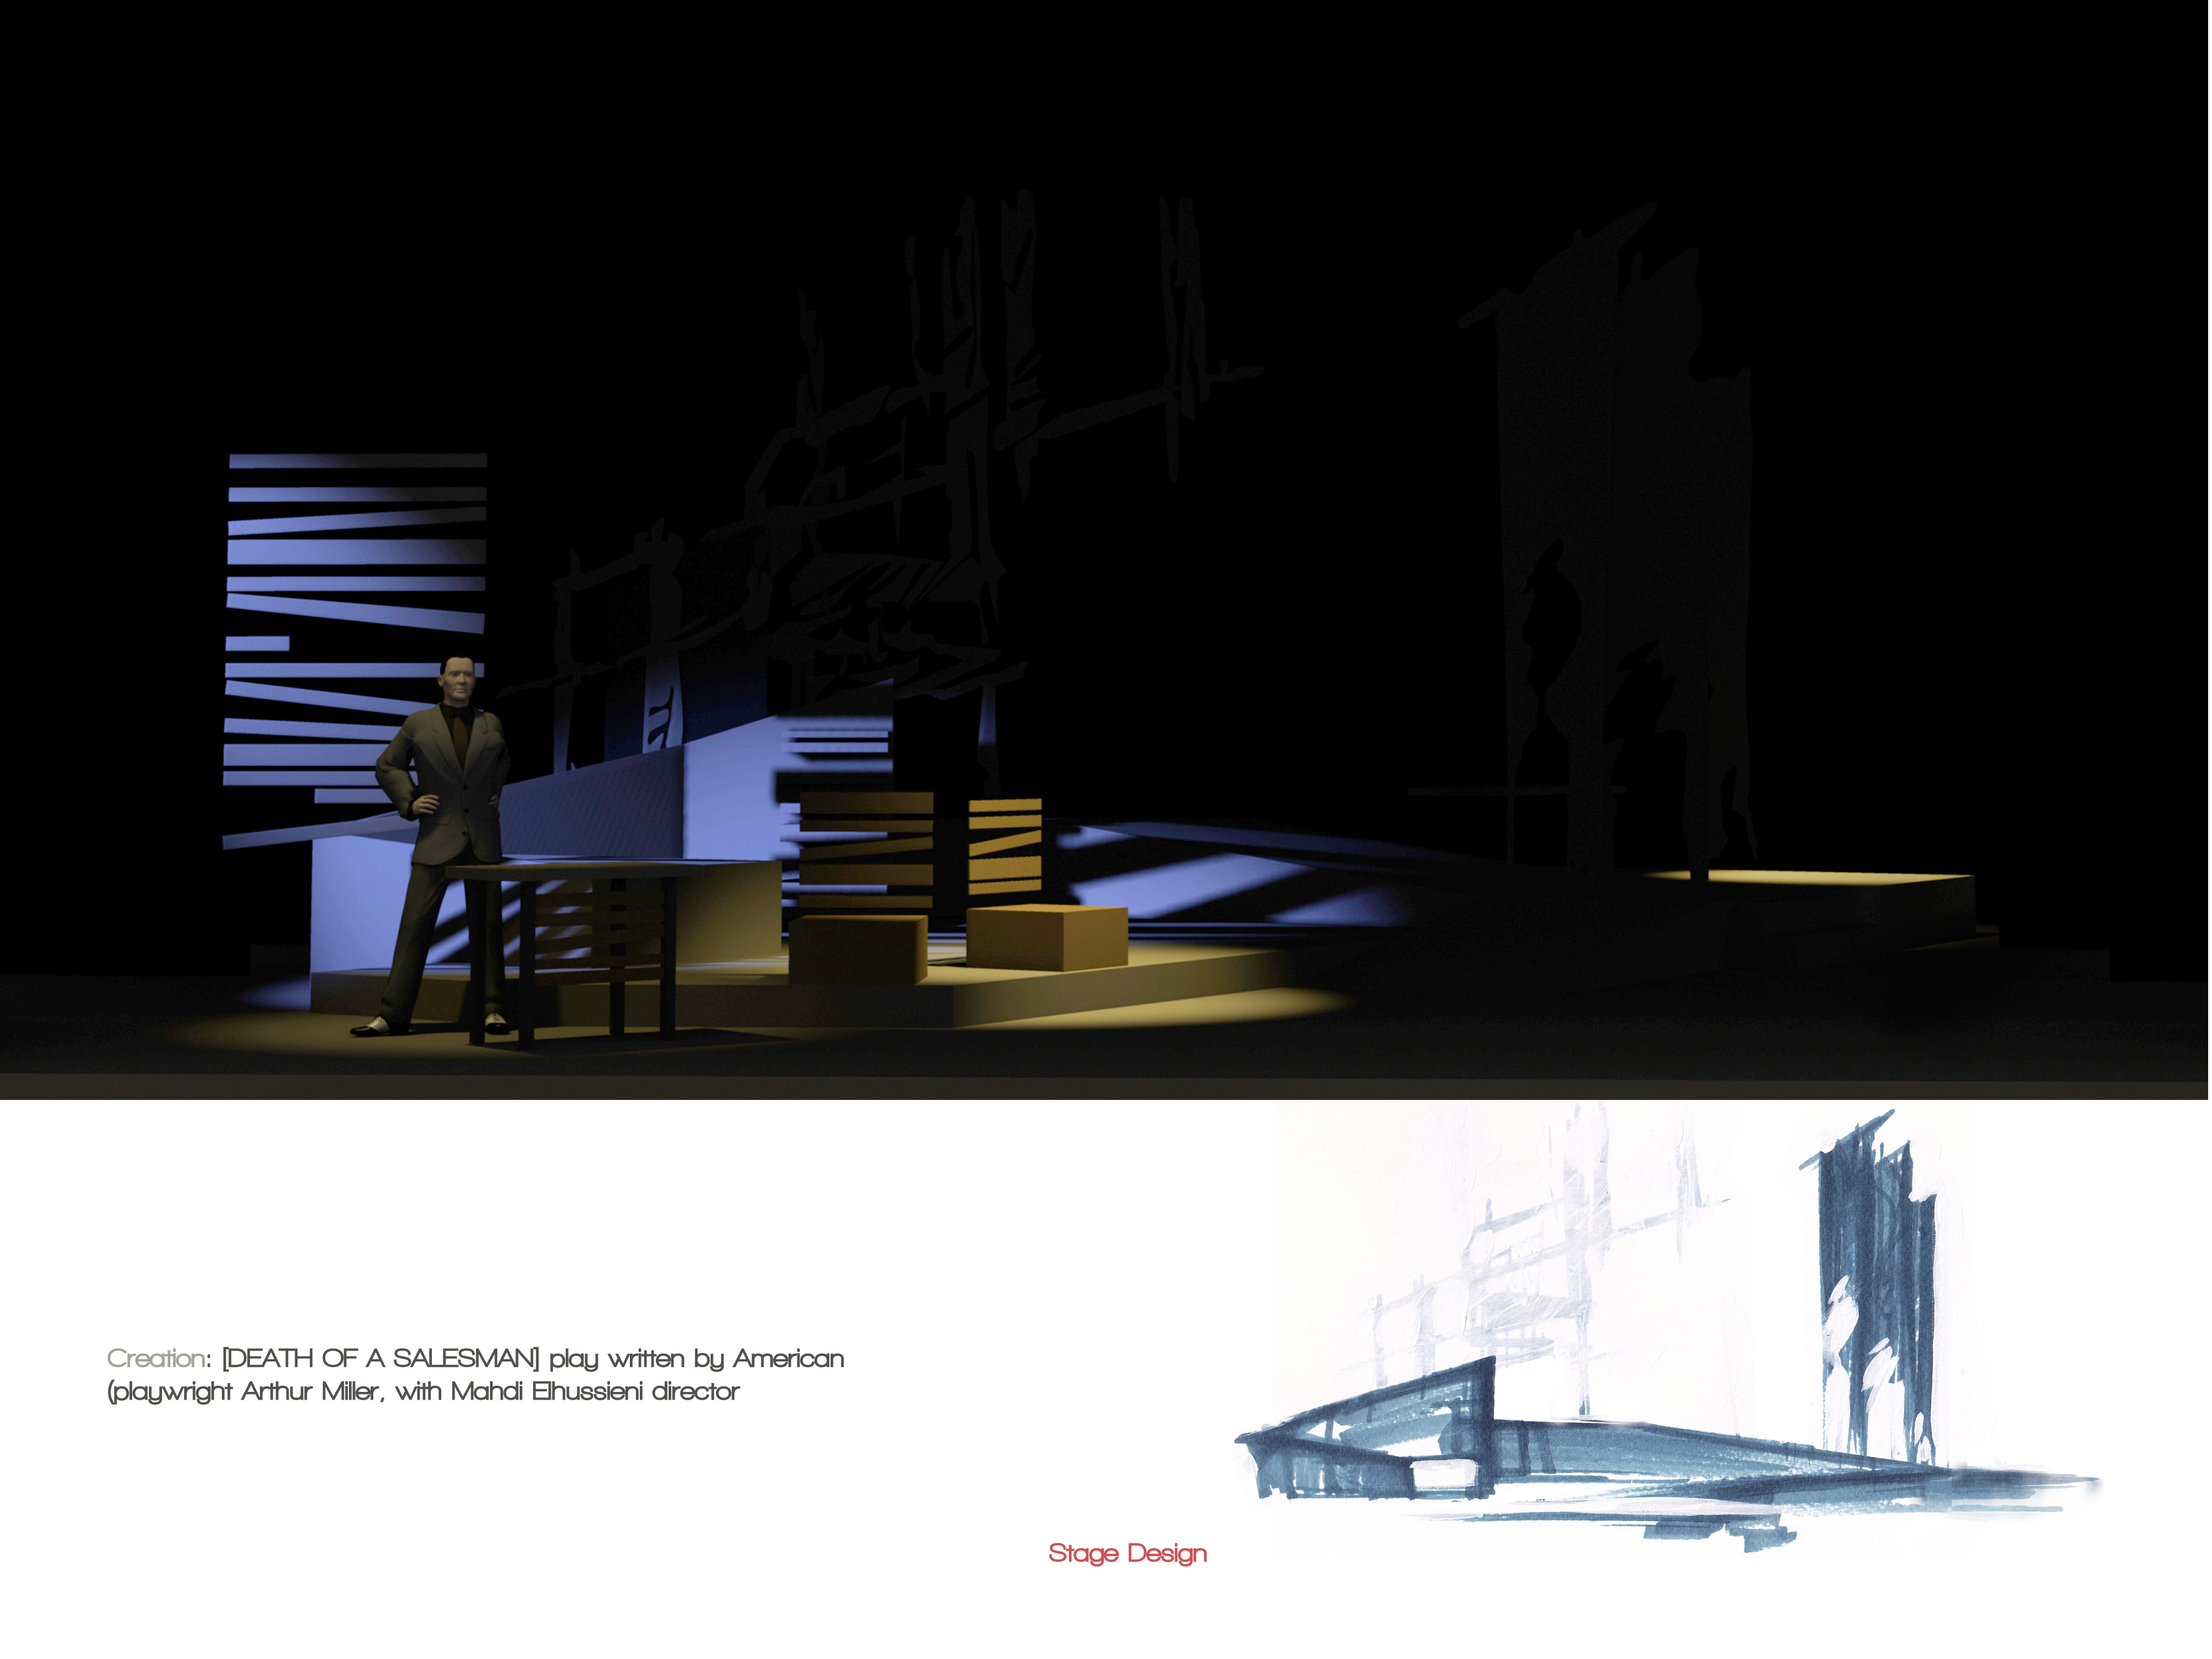 Creation: [DEATH OF A SALESMAN] play written by American
(playwright Arthur Miller, with Mahdi Elhussieni director
Stage Design